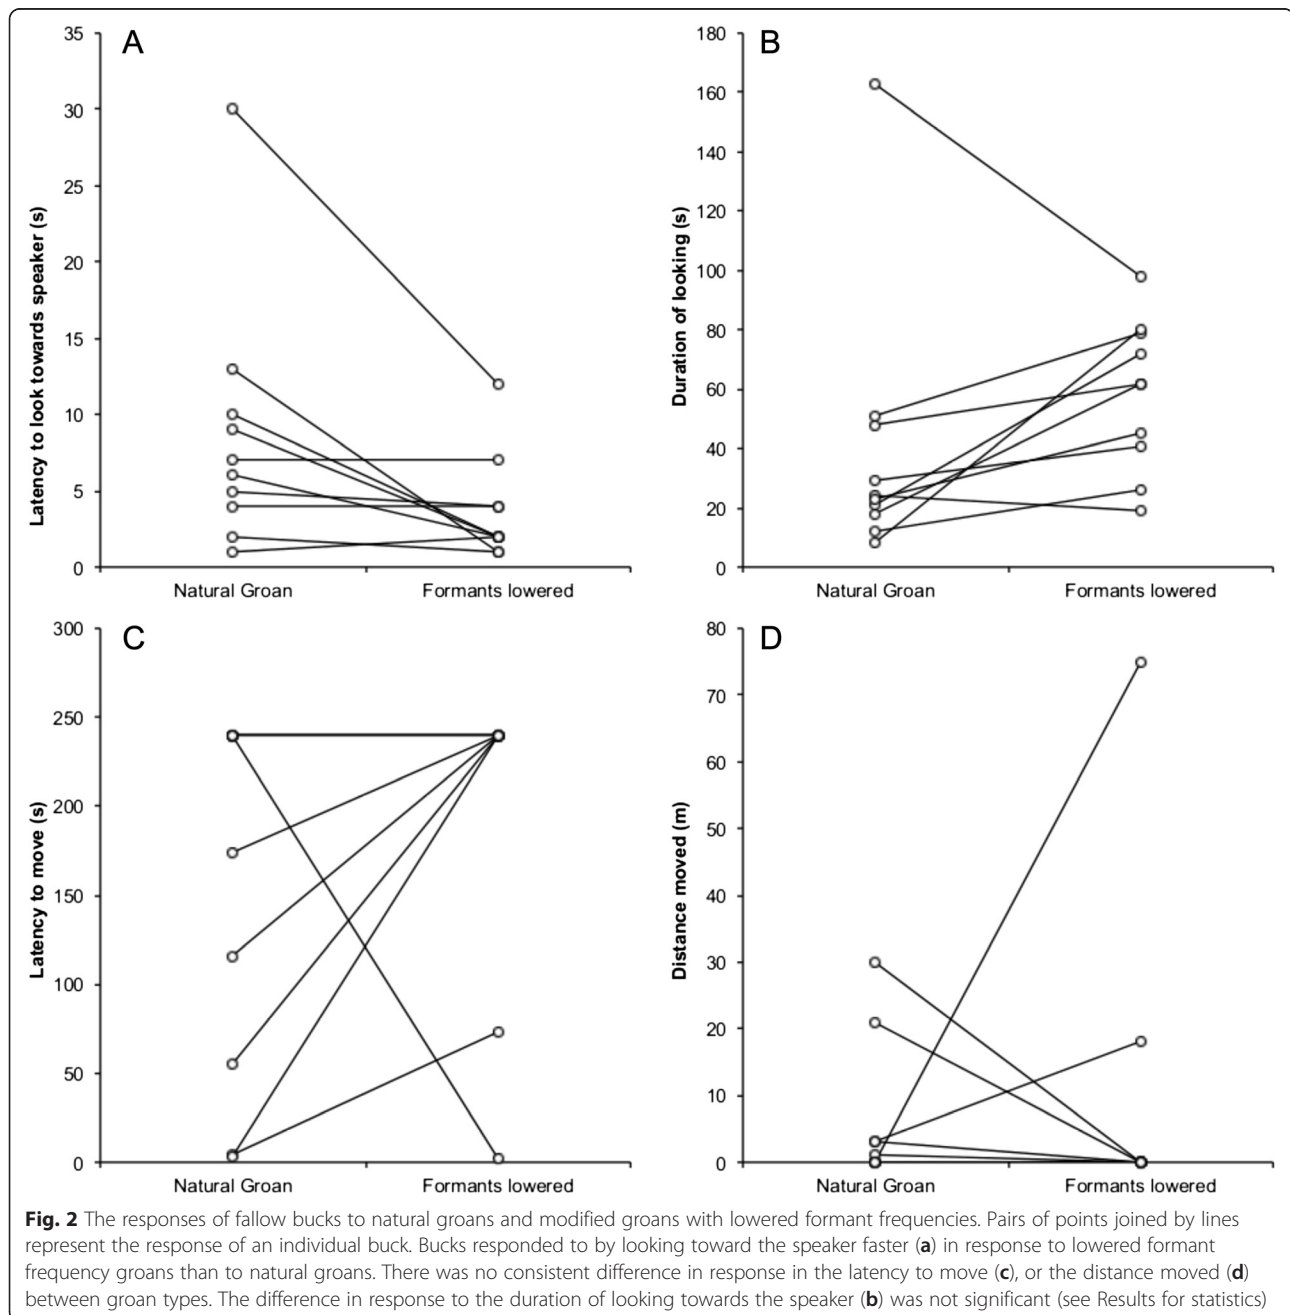 A
35
30
25
20
15
10
5
0
Latency to look towards speaker (s)
Natural Groan
Formants lowered
B
180
160
140
120
100
80
60
40
20
0
Duration of looking (s)
Natural Groan
Formants lowered
C
300
250
200
150
100
50
0
Latency to move (s)
Natural Groan
Formants lowered
D
80
70
60
50
40
30
20
10
0
Distance moved (m)
Natural Groan
Formants lowered
Fig. 2 The responses of fallow bucks to natural groans and modified groans with lowered formant frequencies. Pairs of points joined by lines
represent the response of an individual buck. Bucks responded to by looking toward the speaker faster (a) in response to lowered formant
frequency groans than to natural groans. There was no consistent difference in response in the latency to move (c), or the distance moved (d)
between groan types. The difference in response to the duration of looking towards the speaker (b) was not significant (see Results for statistics)